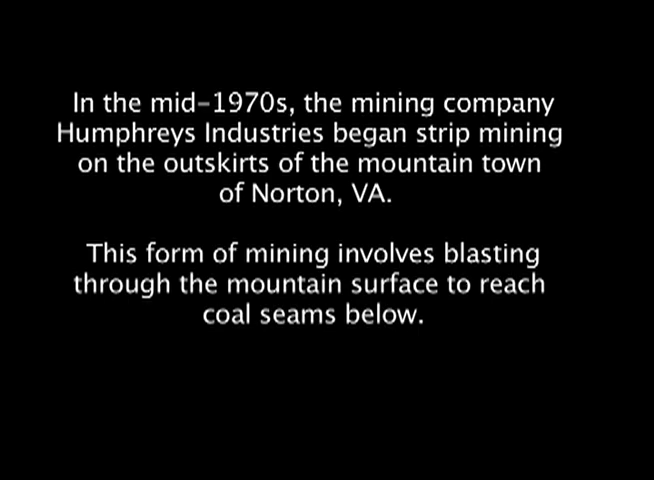 In the mid-1970s, the mining company
Humphreys Industries began strip mining
on the outskirts of the mountain town
of Norton, VA.
This form of mining involves blasting
through the mountain surface to reach
coal seams below.